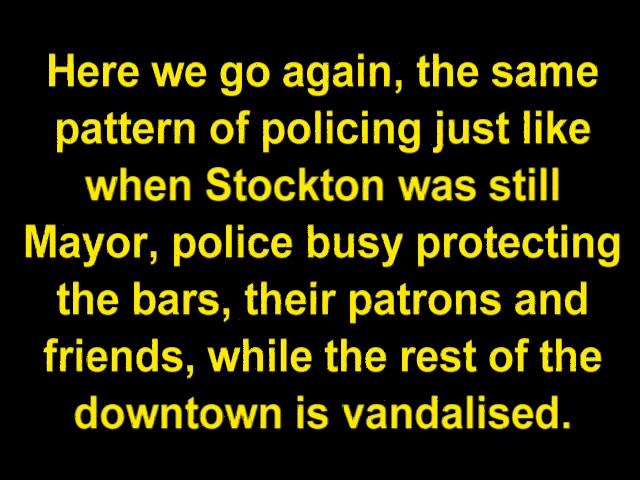 Here we go again, the same
pattern of policing just like
when Stockton was still
Mayor, police busy protecting
the bars, their patrons and
friends, while the rest of the
downtown is vandalised.